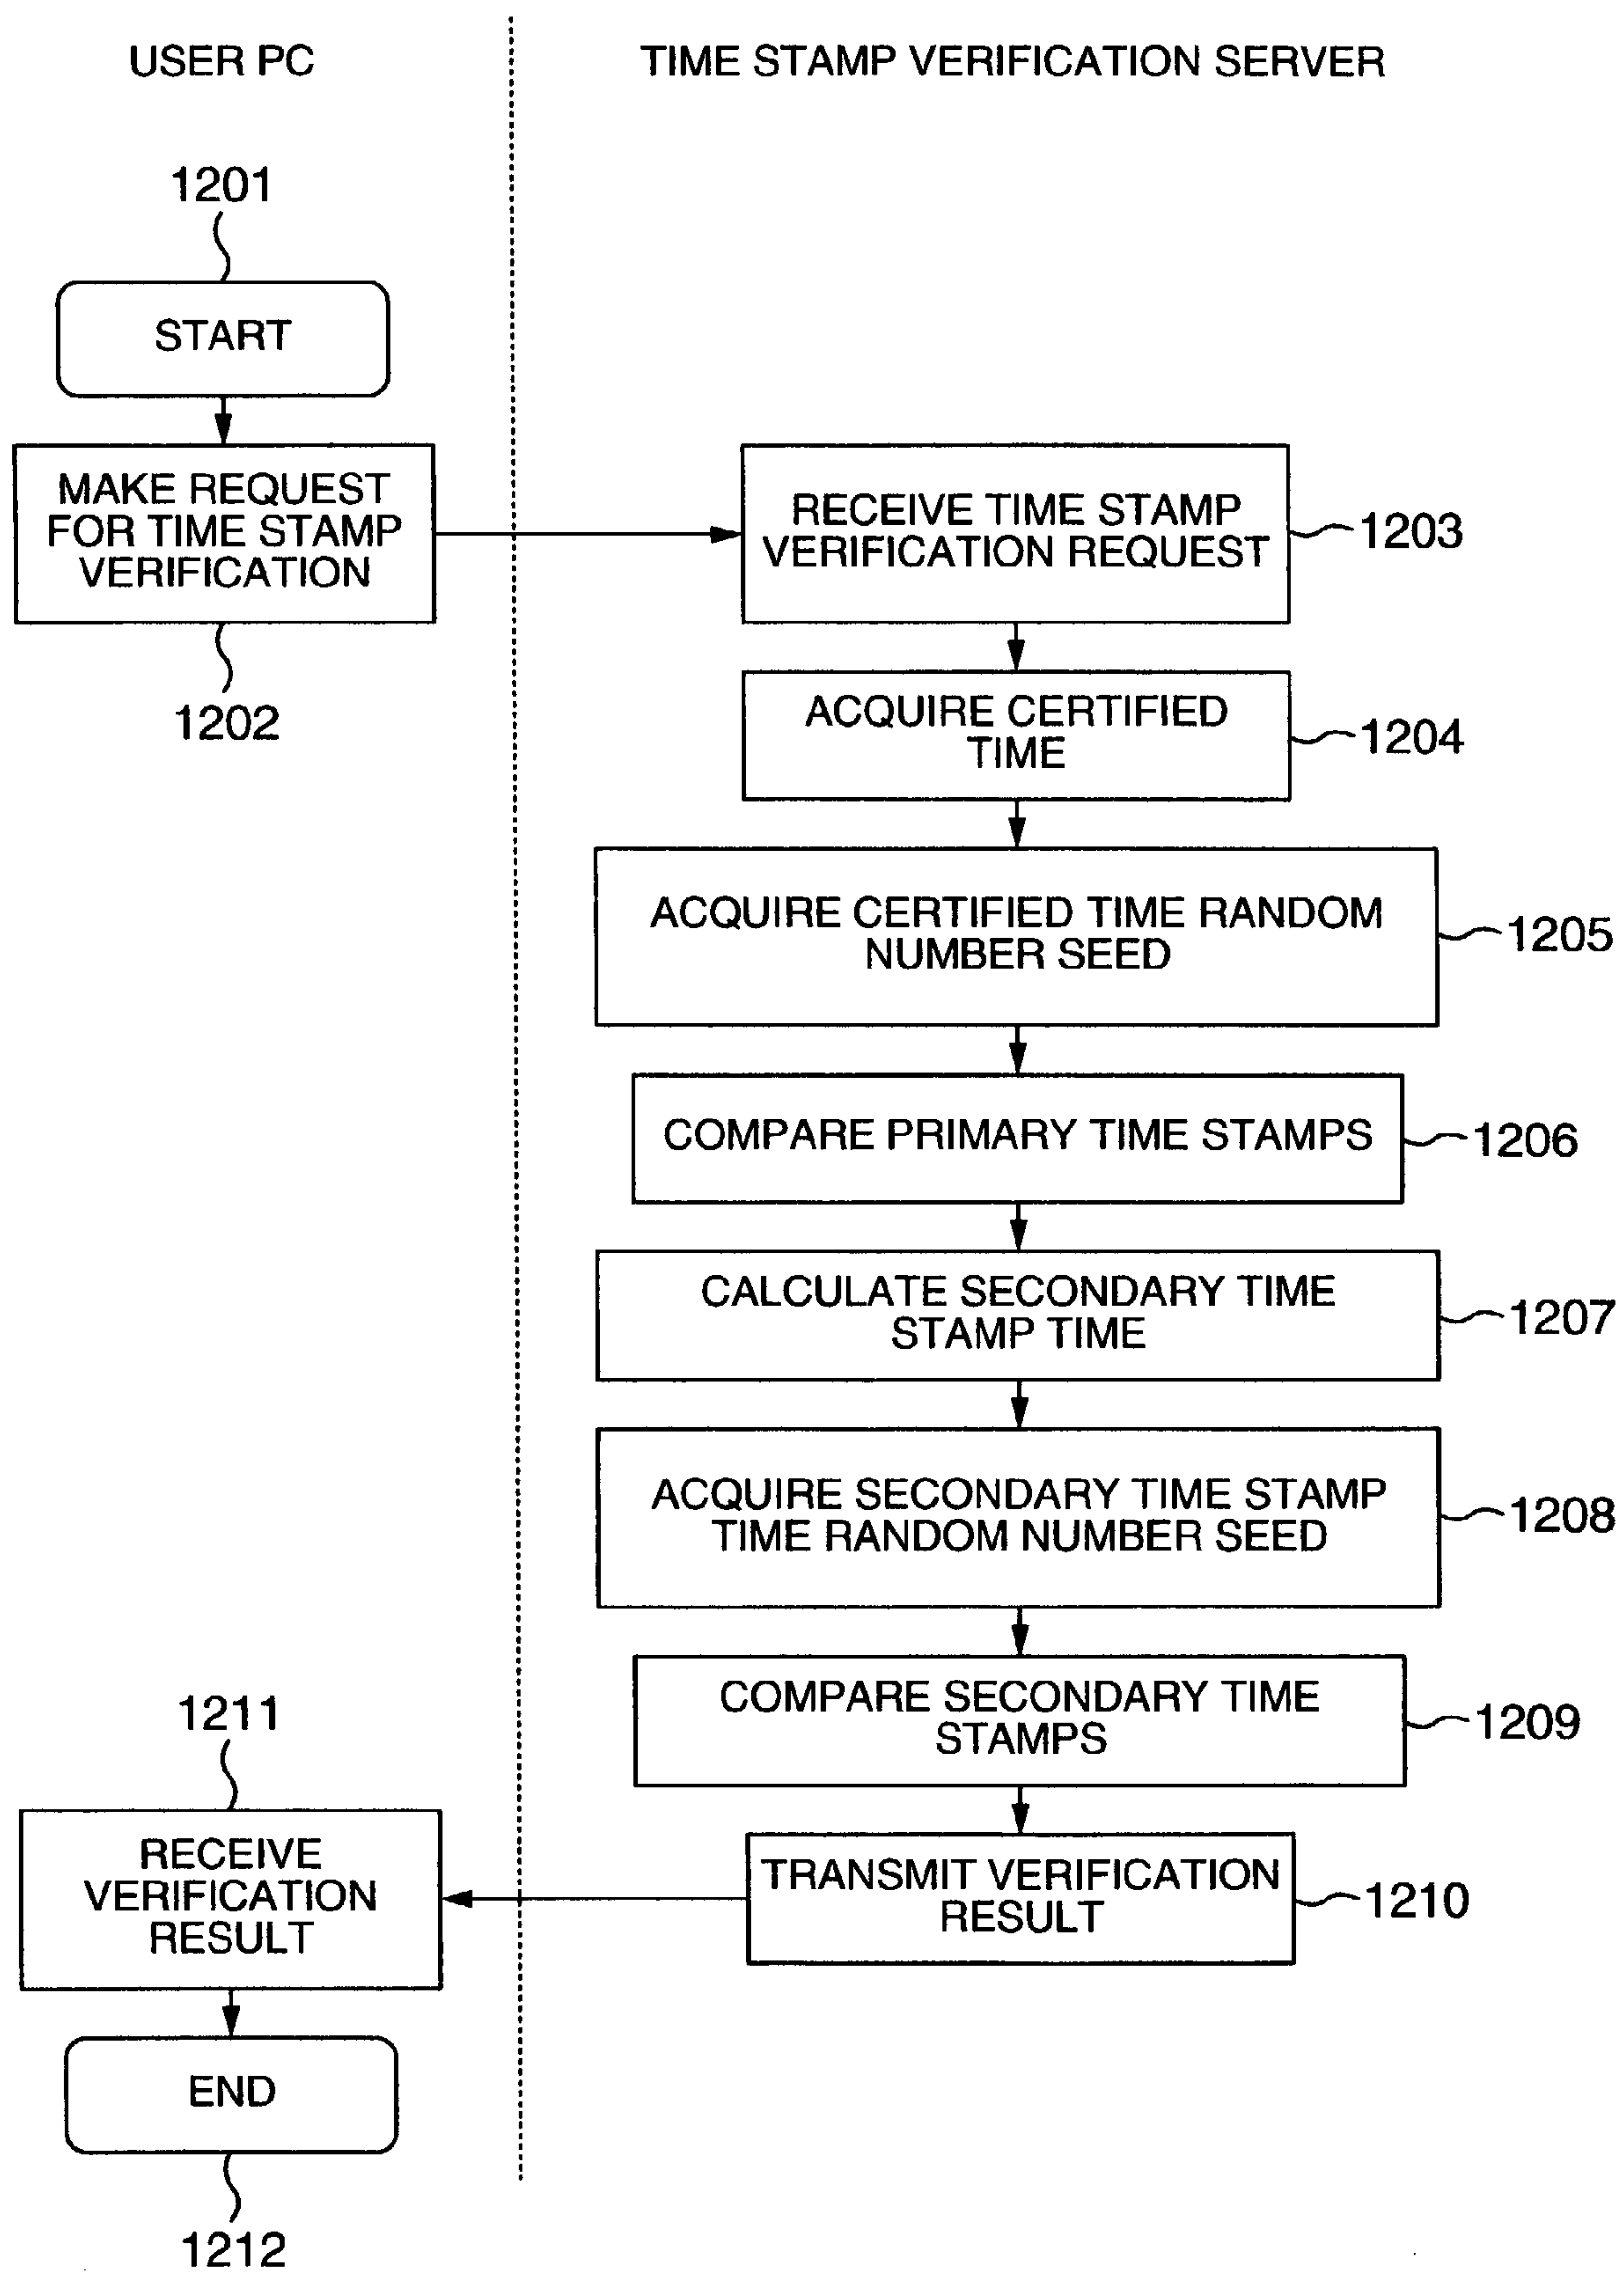 USER PC
TIME STAMP VERIFICATION SERVER
1201
START
MAKE REQUEST
FOR TIME STAMP
VERIFICATION
1202
RECEIVE TIME STAMP
VERIFICATION REQUEST
1203
ACQUIRE CERTIFIED
TIME
1204
ACQUIRE CERTIFIED TIME RANDOM
NUMBER SEED
1205
COMPARE PRIMARY TIME STAMPS
1206
CALCULATE SECONDARY TIME
STAMP TIME
1207
ACQUIRE SECONDARY TIME STAMP
TIME RANDOM NUMBER SEED
1208
COMPARE SECONDARY TIME
STAMPS
1209
TRANSMIT VERIFICATION
RESULT
1210
1211
RECEIVE
VERIFICATION
RESULT
END
1212